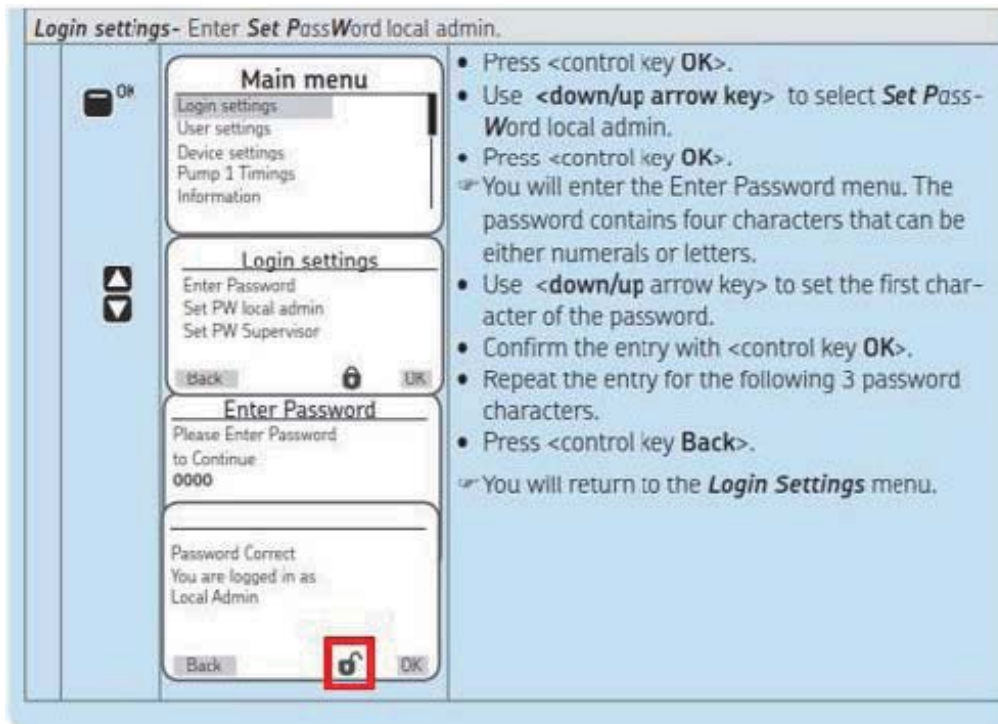 Login settings- Enter Set PassWord local admin.
OK
Main menu
Login settings
User settings
Device settings
Pump 1 Timings
Information
Login settings
Enter Password
Set PW local admin
Set PW Supervisor
Back OK
Enter Password
Please Enter Password
to Continue
0000
Password Correct
You are logged in as
Local Admin
Back OK
• Press <control key OK>.
• Use <down/up arrow key> to select Set Pass-
Word local admin.
• Press <control key OK>.
☞ You will enter the Enter Password menu. The
password contains four characters that can be
either numerals or letters.
• Use <down/up arrow key> to set the first char-
acter of the password.
• Confirm the entry with <control key OK>.
• Repeat the entry for the following 3 password
characters.
• Press <control key Back>.
☞ You will return to the Login Settings menu.